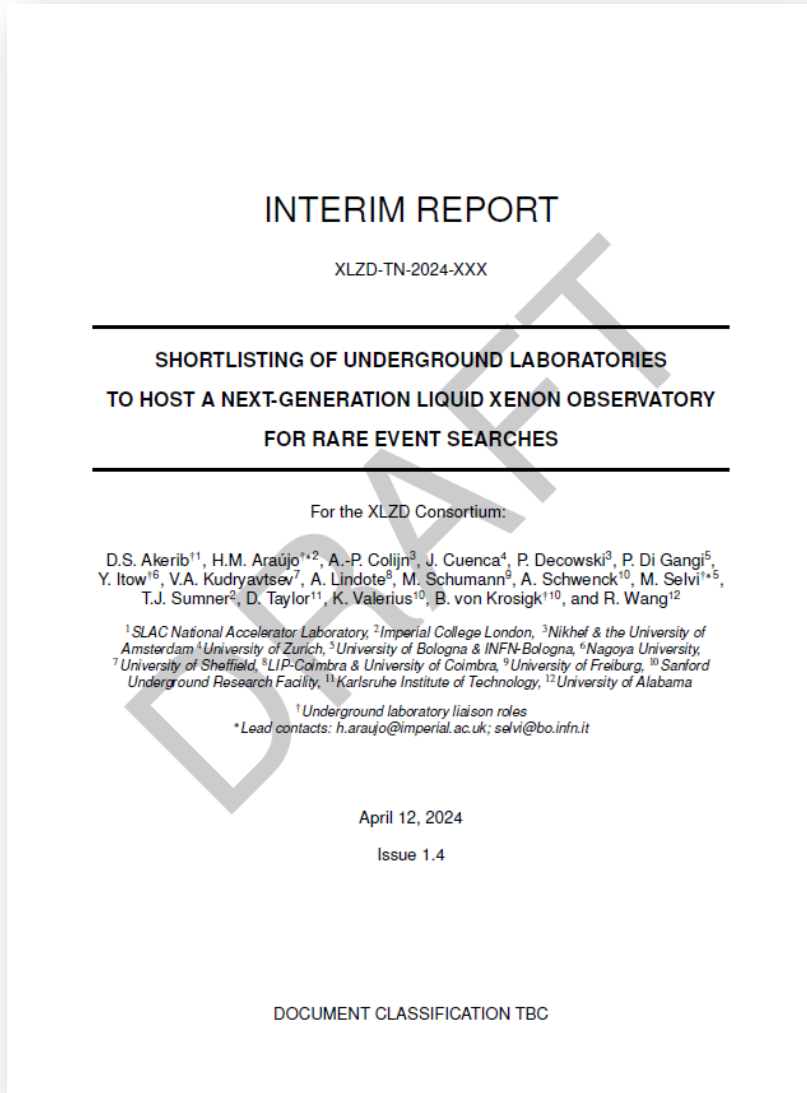 INTERIM REPORT
XLZD-TN-2024-XXX
SHORTLISTING OF UNDERGROUND LABORATORIES
TO HOST A NEXT-GENERATION LIQUID XENON OBSERVATORY
FOR RARE EVENT SEARCHES
For the XLZD Consortium:
D.S. Akerib†1, H.M. Araújo†*2, A.-P. Colijn3, J. Cuenca4, P. Decowski3, P. Di Gangi5,
Y. Itow†6, V.A. Kudryavtsev7, A. Lindote8, M. Schumann9, A. Schwenck10, M. Selvi†*5,
T.J. Sumner2, D. Taylor11, K. Valerius10, B. von Krosigk†10, and R. Wang12
1SLAC National Accelerator Laboratory, 2Imperial College London, 3Nikhef & the University of
Amsterdam 4University of Zurich, 5University of Bologna & INFN-Bologna, 6Nagoya University,
7University of Sheffield, 8LIP-Coimbra & University of Coimbra, 9University of Freiburg, 10Sanford
Underground Research Facility, 11Karlsruhe Institute of Technology, 12University of Alabama
†Underground laboratory liaison roles
*Lead contacts: h.araujo@imperial.ac.uk; selvi@bo.infn.it
April 12, 2024
Issue 1.4
DOCUMENT CLASSIFICATION TBC
DRAFT